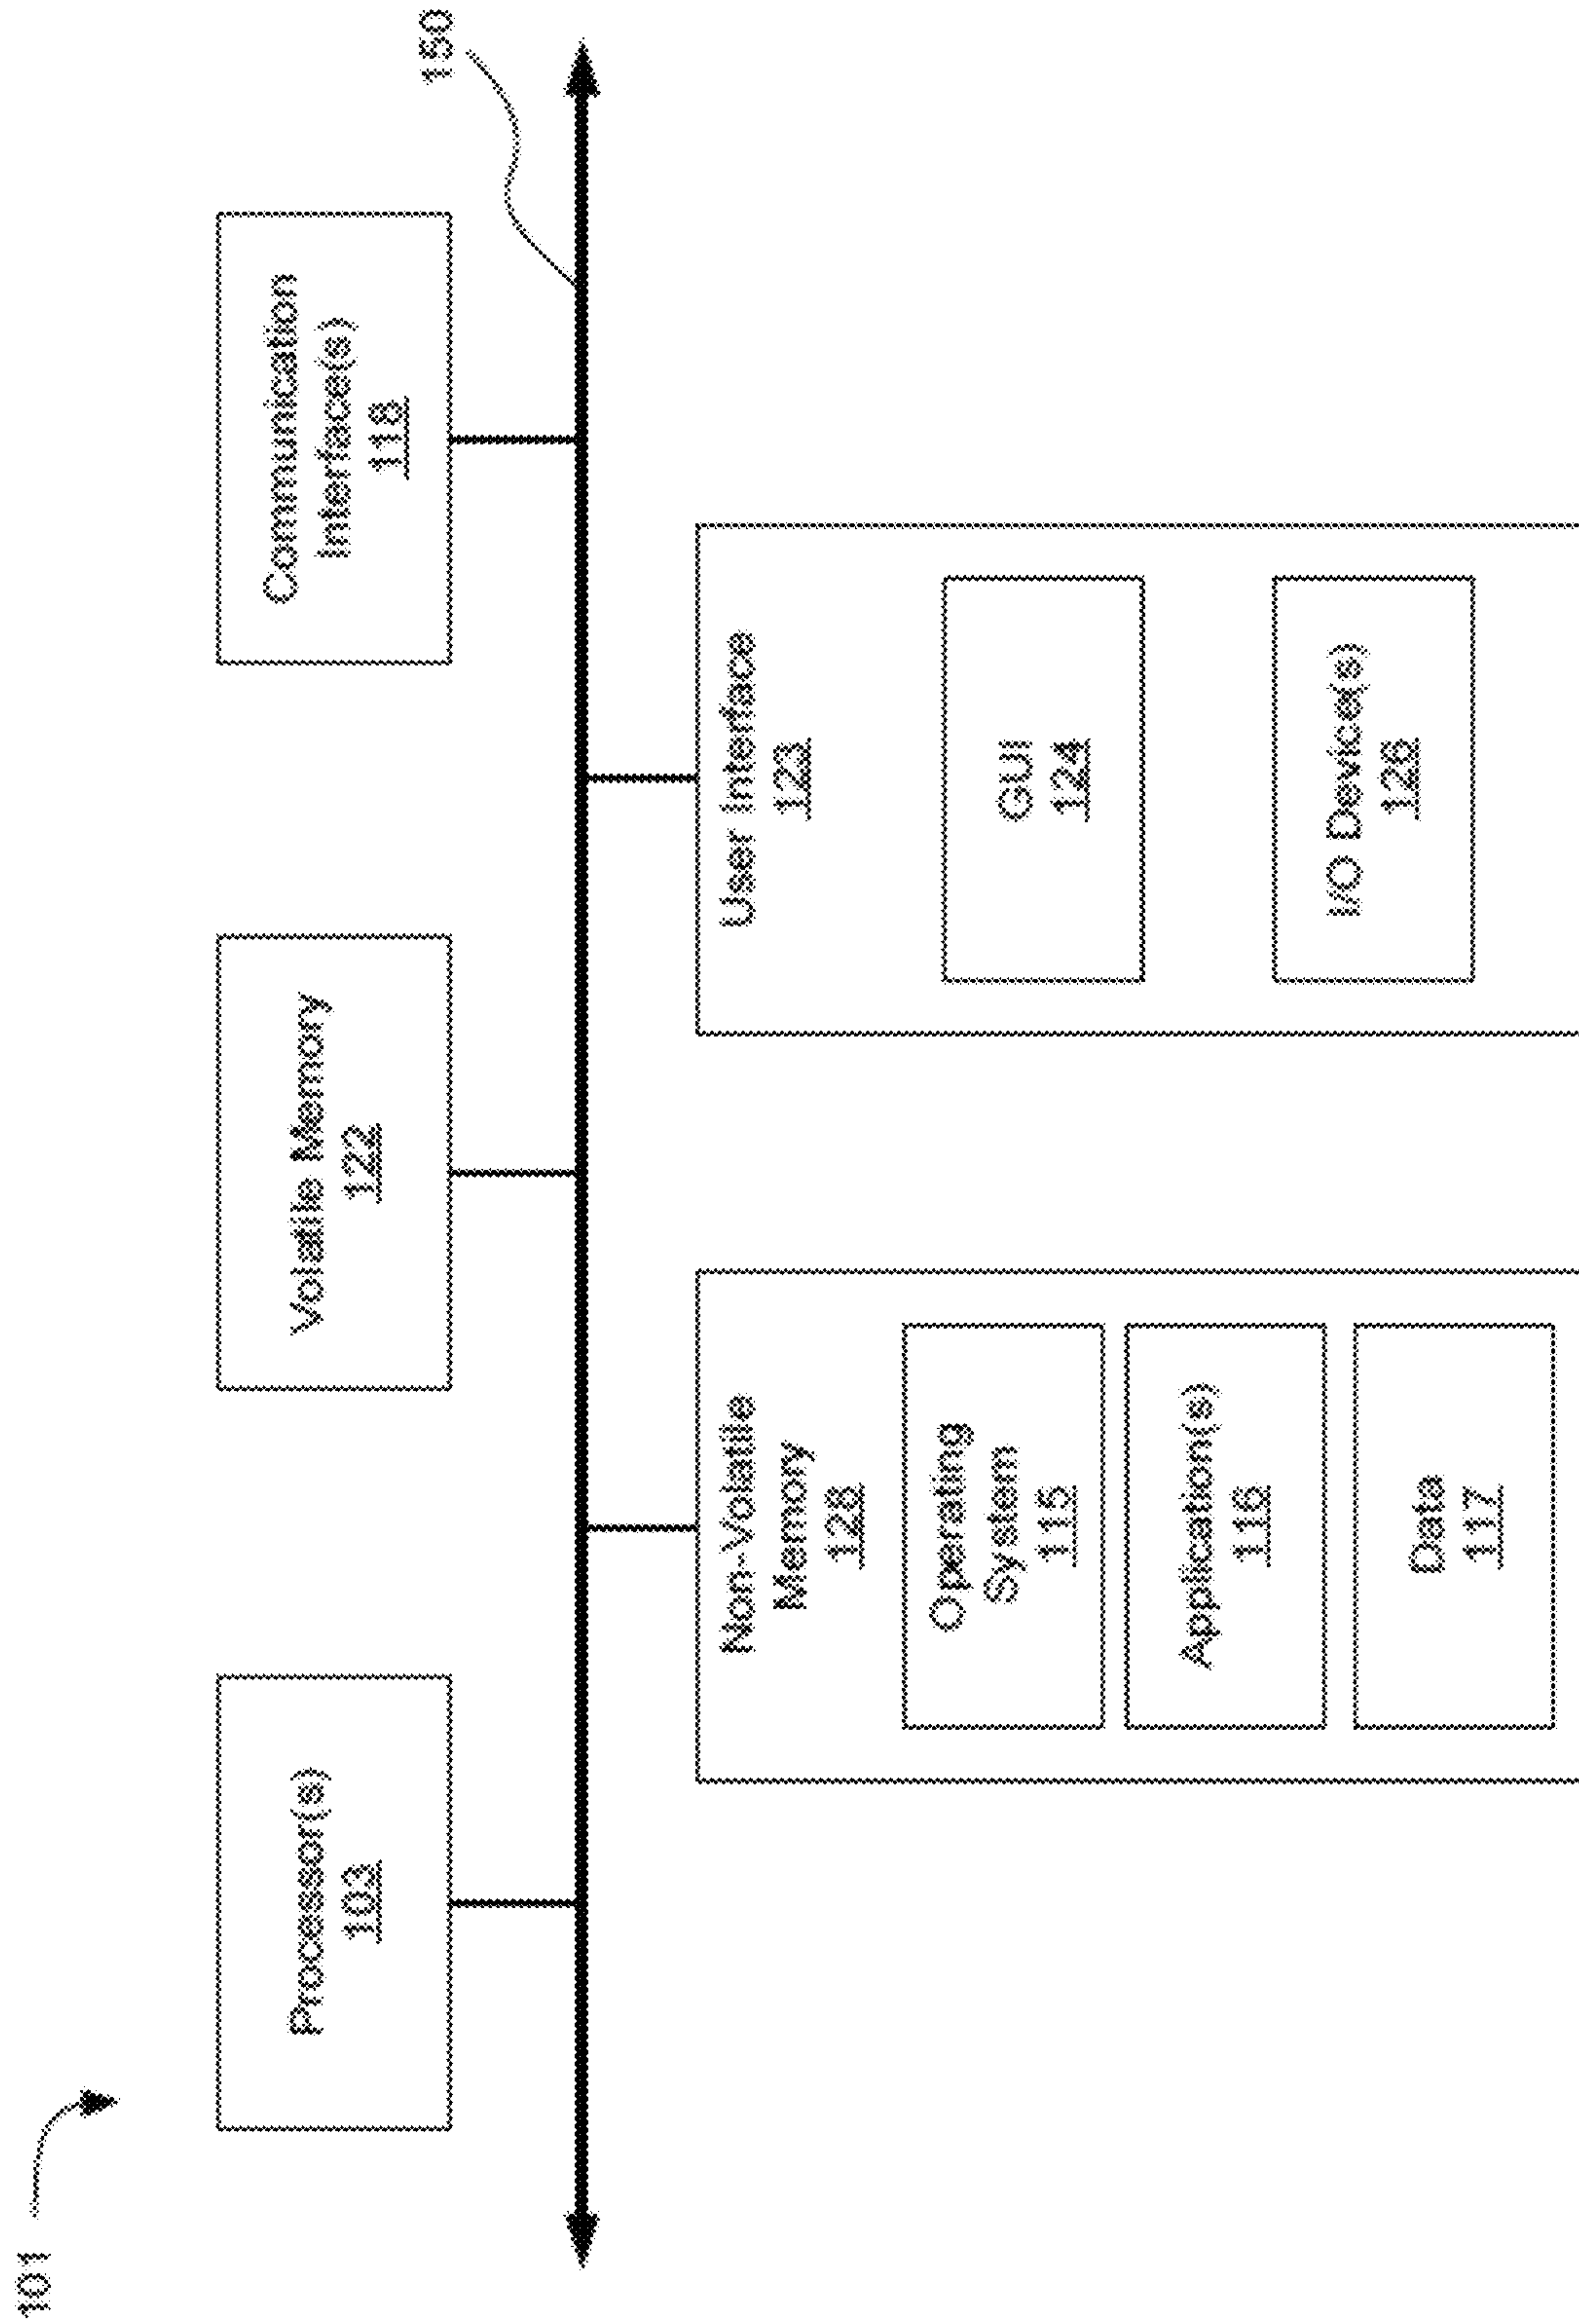 101
Processor(s)
103
Volatile Memory
122
Communication
Interface(s)
118
150
Non-Volatile
Memory
128
Operating
System
115
Application(s)
116
Data
117
User Interface
123
GUI
124
I/O Device(s)
126